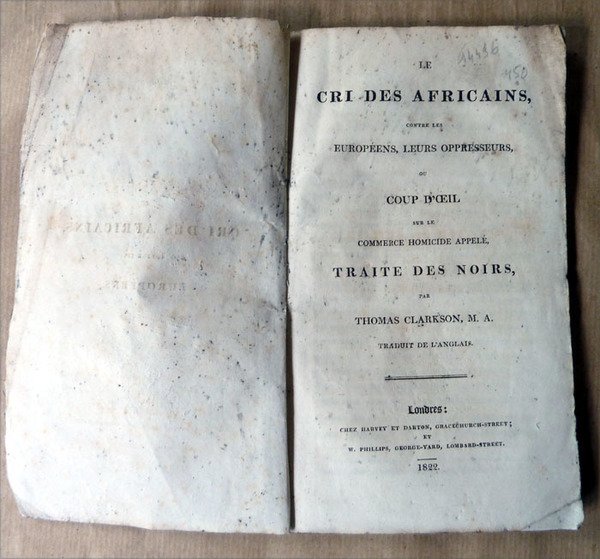 LE
CRI DES AFRICAINS,
CONTRE LES
EUROPÉENS, LEURS OPPRESSEURS,
OU
COUP D'ŒIL
SUR LE
COMMERCE HOMICIDE APPELÉ,
TRAITE DES NOIRS,
PAR
THOMAS CLARKSON, M. A.
TRADUIT DE L'ANGLAIS.
Londres:
CHEZ HARVEY ET DARTON, GRACECHURCH-STREET;
ET
W. PHILLIPS, GEORGE-YARD, LOMBARD-STREET.
1822.